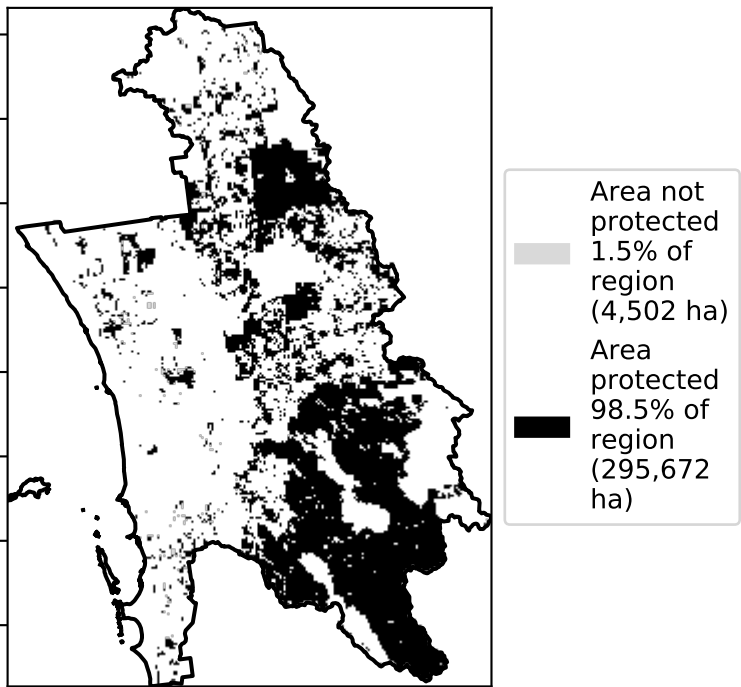 Area not
protected
1.5% of
region
(4,502 ha)
Area
protected
98.5% of
region
(295,672
ha)